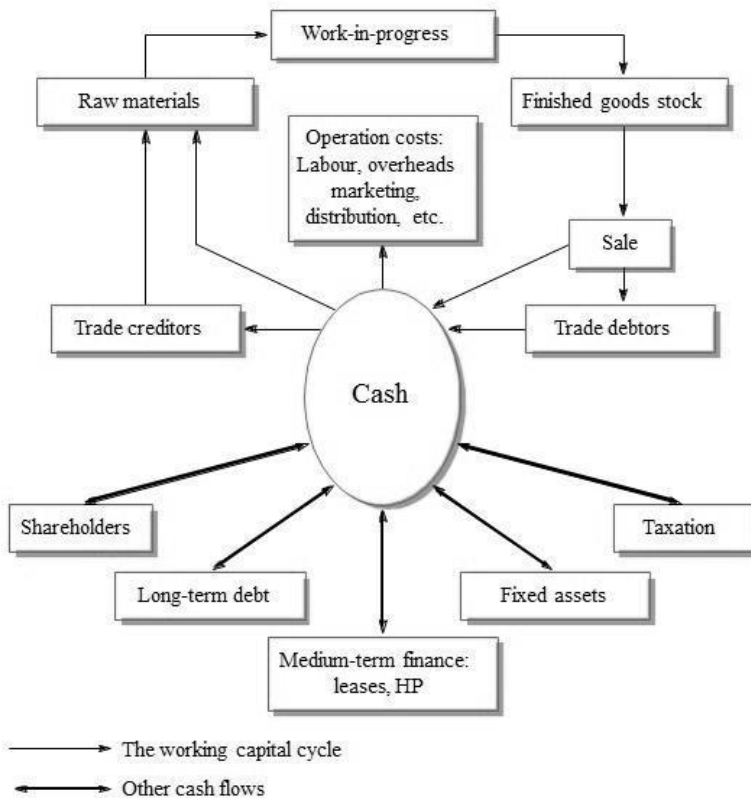 Work-in-progress
Raw materials
Finished goods stock
Operation costs:
Labour, overheads
marketing,
distribution, etc.
Sale
Trade creditors
Trade debtors
Cash
Shareholders
Taxation
Long-term debt
Fixed assets
Medium-term finance:
leases, HP
The working capital cycle
Other cash flows